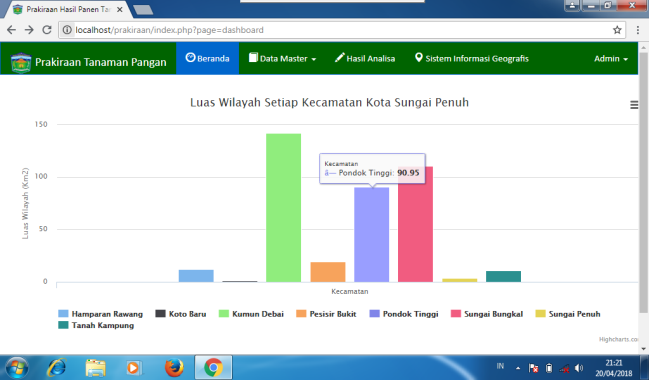 Prakiraan Hasil Panen Tar
localhost/prakiraan/index.php?page=dashboard
Prakiraan Tanaman Pangan
Beranda
Data Master
Hasil Analisa
Sistem Informasi Geografis
Admin
Luas Wilayah Setiap Kecamatan Kota Sungai Penuh
Luas Wilayah (Km2)
150
100
50
0
Kecamatan
Pondok Tinggi: 90.95
Kecamatan
Hamparan Rawang
Koto Baru
Kumun Debai
Pesisir Bukit
Pondok Tinggi
Sungai Bungkal
Sungai Penuh
Tanah Kampung
Highcharts.co
IN
21:21
20/04/2018